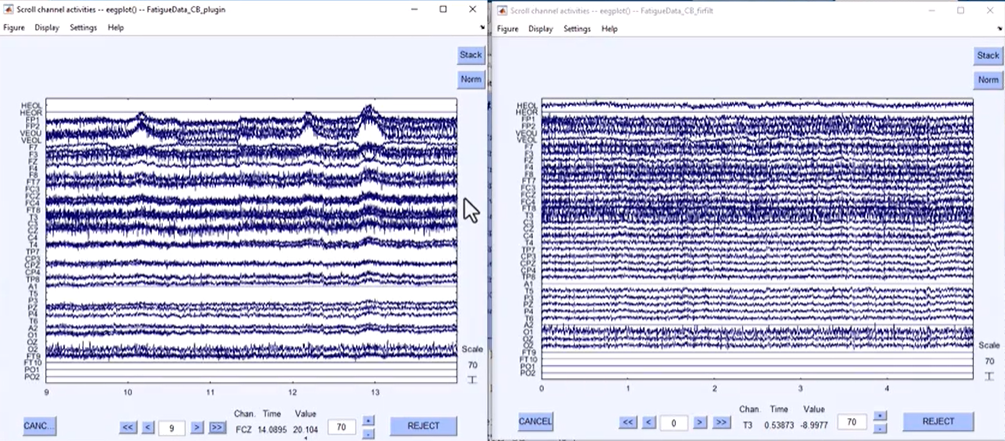 Scroll channel activities -- eegplot() -- FatigueData_CB_plugin
Figure Display Settings Help
Stack
Norm
HEOL
HEOR
FP1
FP2
VEOU
VEOL
F7
F3
FZ
F4
F8
FT7
FC3
FCZ
FC4
FT8
T3
C3
CZ
C4
T4
TP7
CP3
CPZ
CP4
TP8
A1
T5
P3
PZ
P4
T6
A2
O1
OZ
O2
FT9
FT10
PO1
PO2
9 10 11 12 13
Scale
70
CANC...
<< < 9 > >>
Chan. Time Value
FCZ 14.0895 20.104
70
+
-
REJECT
Scroll channel activities -- eegplot() -- FatigueData_CB_firfilt
Figure Display Settings Help
Stack
Norm
HEOL
HEOR
FP1
FP2
VEOU
VEOL
F7
F3
FZ
F4
F8
FT7
FC3
FCZ
FC4
FT8
T3
C3
CZ
C4
T4
TP7
CP3
CPZ
CP4
TP8
A1
T5
P3
PZ
P4
T6
A2
O1
OZ
O2
FT9
FT10
PO1
PO2
0 1 2 3 4
Scale
70
CANCEL
<< < 0 > >>
Chan. Time Value
T3 0.53873 -8.9977
70
+
-
REJECT